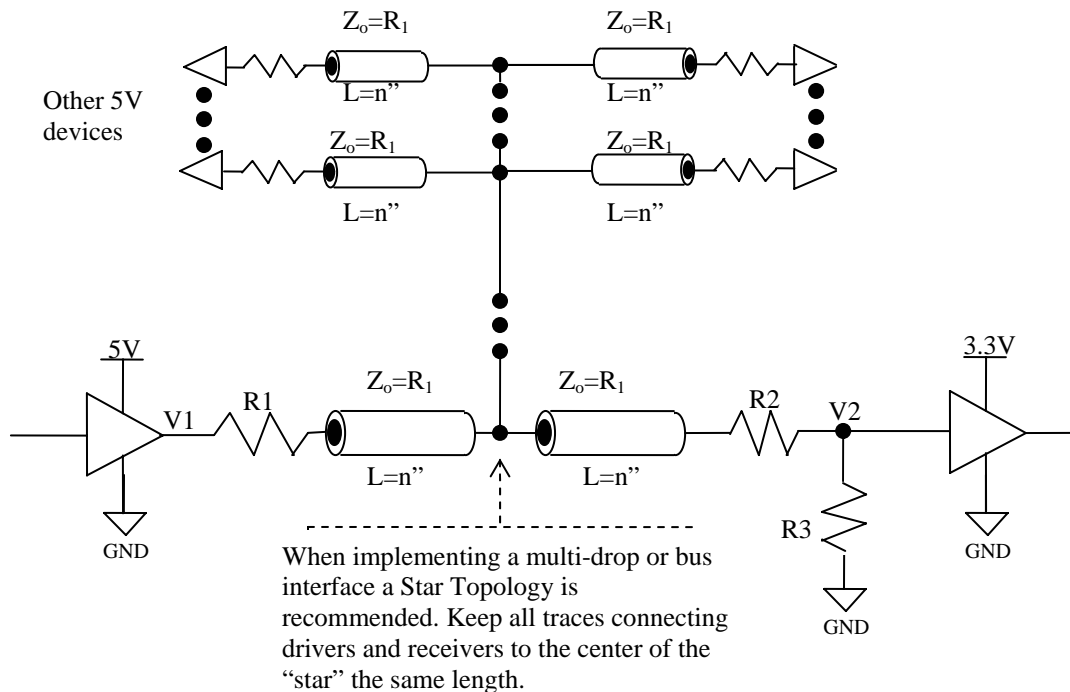 Zo=R1
Zo=R1
L=n”
L=n”
Other 5V
devices
Zo=R1
Zo=R1
L=n”
L=n”
5V
3.3V
Zo=R1
Zo=R1
V1
R1
R2
V2
L=n”
L=n”
R3
GND
GND
When implementing a multi-drop or bus
interface a Star Topology is
recommended. Keep all traces connecting
drivers and receivers to the center of the
“star” the same length.
GND